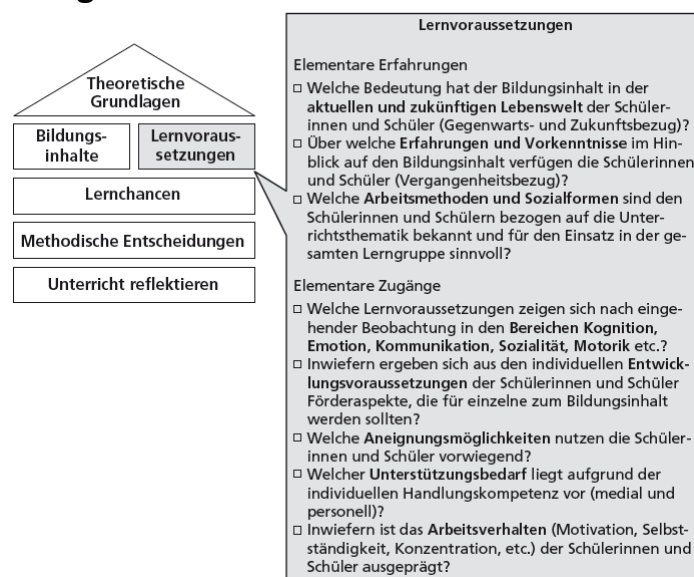 Theoretische
Grundlagen
Bildungs-
inhalte
Lernvoraus-
setzungen
Lernchancen
Methodische Entscheidungen
Unterricht reflektieren
Lernvoraussetzungen
Elementare Erfahrungen
□ Welche Bedeutung hat der Bildungsinhalt in der
aktuellen und zukünftigen Lebenswelt der Schüler-
innen und Schüler (Gegenwarts- und Zukunftsbezug)?
□ Über welche Erfahrungen und Vorkenntnisse im Hin-
blick auf den Bildungsinhalt verfügen die Schülerinnen
und Schüler (Vergangenheitsbezug)?
□ Welche Arbeitsmethoden und Sozialformen sind den
Schülerinnen und Schülern bezogen auf die Unter-
richtsthematik bekannt und für den Einsatz in der ge-
samten Lerngruppe sinnvoll?
Elementare Zugänge
□ Welche Lernvoraussetzungen zeigen sich nach einge-
hender Beobachtung in den Bereichen Kognition,
Emotion, Kommunikation, Sozialität, Motorik etc.?
□ Inwiefern ergeben sich aus den individuellen Entwick-
lungsvoraussetzungen der Schülerinnen und Schüler
Förderaspekte, die für einzelne zum Bildungsinhalt
werden sollten?
□ Welche Aneignungsmöglichkeiten nutzen die Schüler-
innen und Schüler vorwiegend?
□ Welcher Unterstützungsbedarf liegt aufgrund der
individuellen Handlungskompetenz vor (medial und
personell)?
□ Inwiefern ist das Arbeitsverhalten (Motivation, Selbst-
ständigkeit, Konzentration, etc.) der Schülerinnen und
Schüler ausgeprägt?